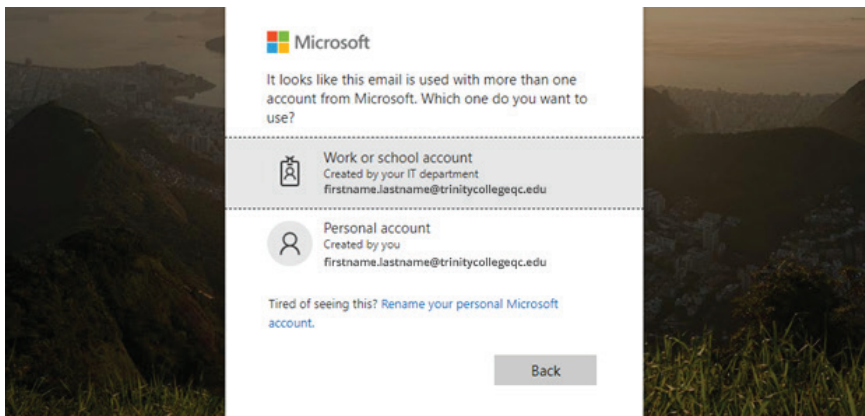 Microsoft
It looks like this email is used with more than one
account from Microsoft. Which one do you want to
use?
Work or school account
Created by your IT department
firstname.lastname@trinitycollegeqc.edu
Personal account
Created by you
firstname.lastname@trinitycollegeqc.edu
Tired of seeing this? Rename your personal Microsoft
account.
Back